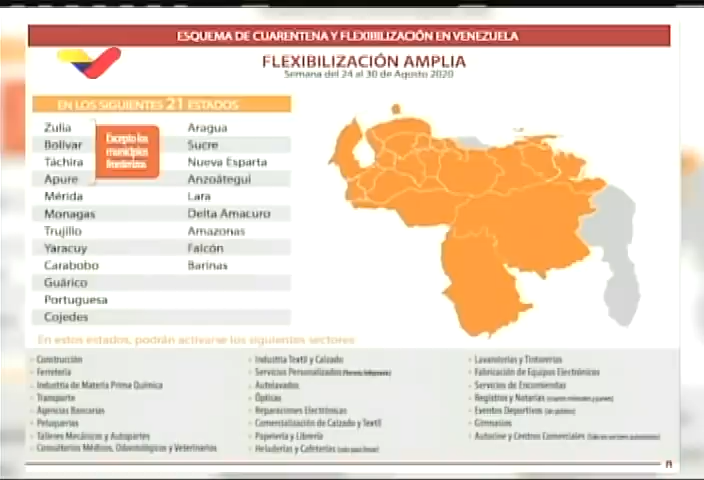 ESQUEMA DE CUARENTENA Y FLEXIBILIZACIÓN EN VENEZUELA
FLEXIBILIZACIÓN AMPLIA
Semana del 24 al 30 de Agosto 2020
EN LOS SIGUIENTES 21 ESTADOS
Zulia
Bolívar
Táchira
Apure
Mérida
Monagas
Trujillo
Yaracuy
Carabobo
Guárico
Portuguesa
Cojedes
Excepto los
municipios
fronterizos
Aragua
Sucre
Nueva Esparta
Anzoátegui
Lara
Delta Amacuro
Amazonas
Falcón
Barinas
En estos estados, podrán activarse los siguientes sectores
Construcción
Ferretería
Industria de Materia Prima Química
Transporte
Agencias Bancarias
Peluquerías
Talleres Mecánicos y Autopartes
Consultorios Médicos, Odontológicos y Veterinarios
Industria Textil y Calzado
Servicios Personalizados
Autolavados
Ópticas
Reparaciones Electrónicas
Comercialización de Calzado y Textil
Papelería y Librería
Heladerías y Cafeterías (solo para llevar)
Lavanderías y Tintorerías
Fabricación de Equipos Electrónicos
Servicios de Encomiendas
Registros y Notarías
Eventos Deportivos (sin público)
Gimnasios
Autocine y Centros Comerciales